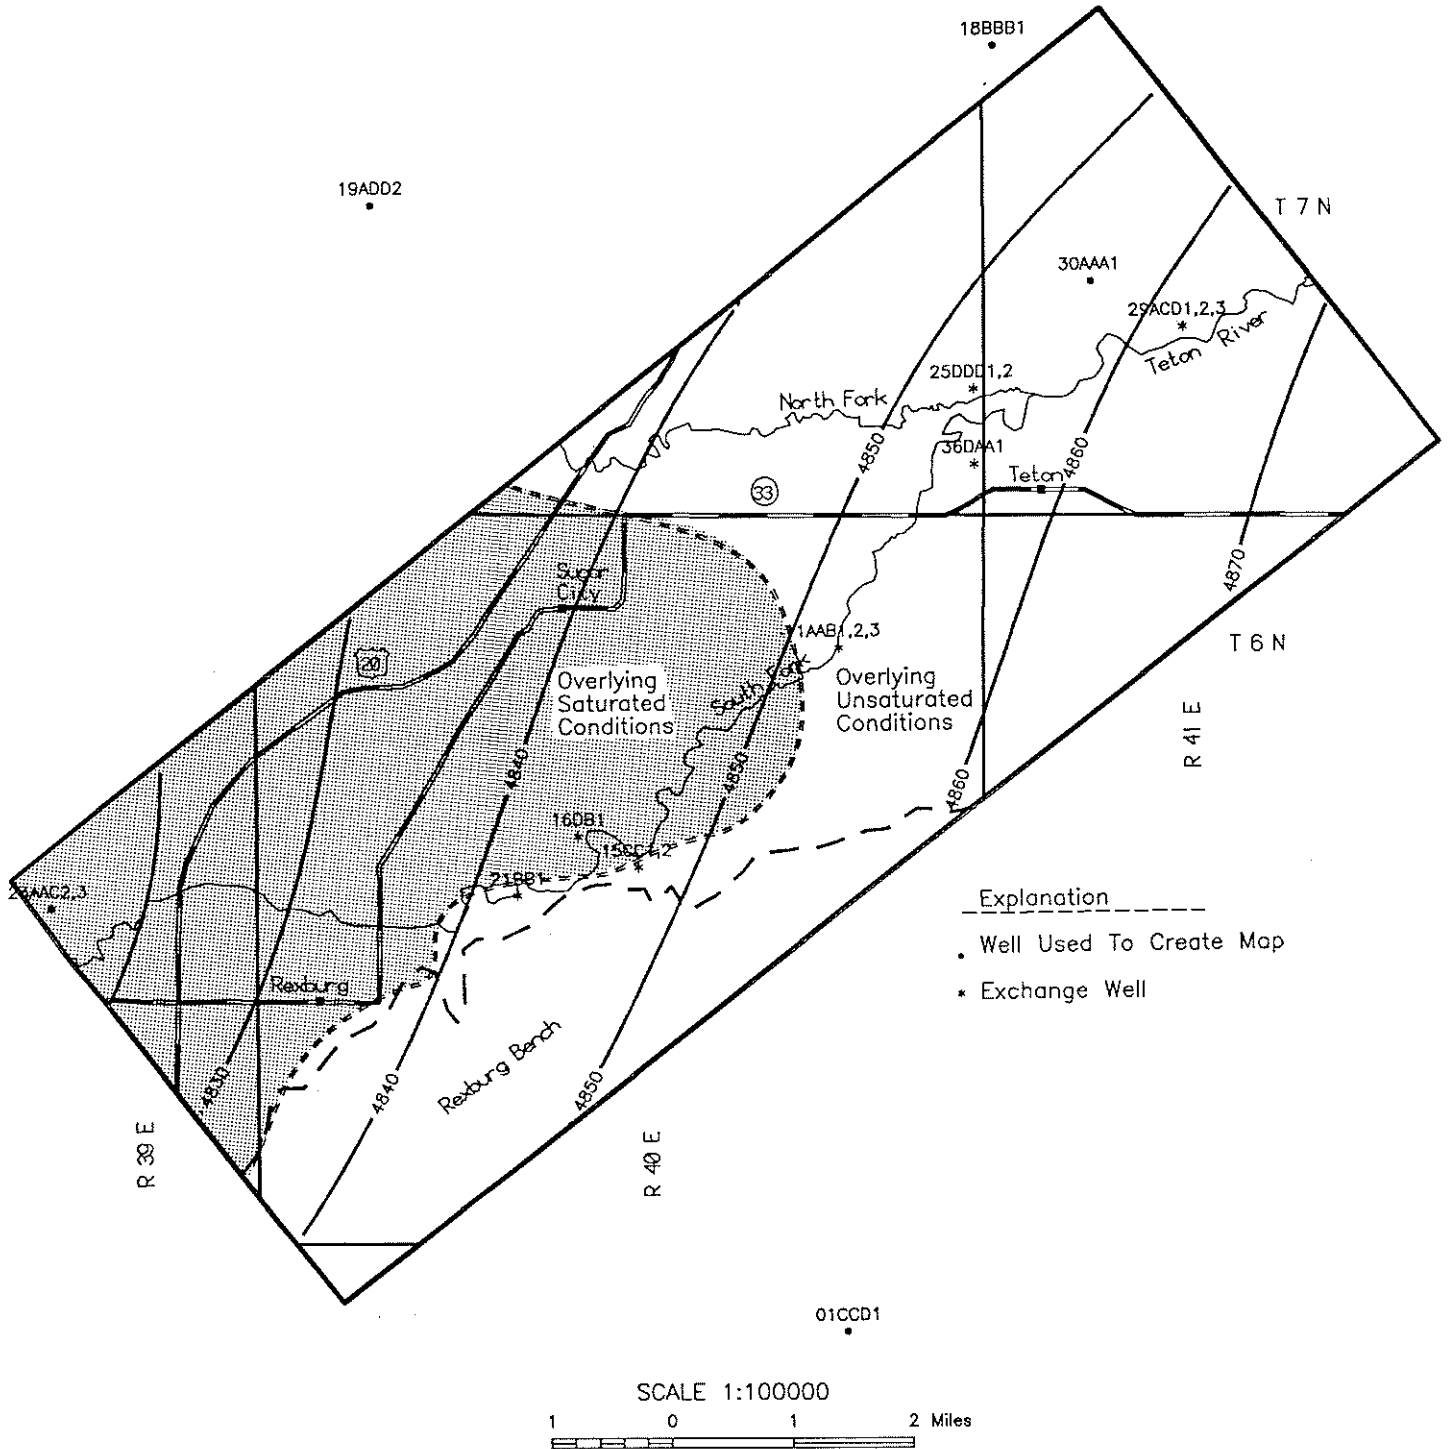 18BBB1
19ADD2
T 7 N
30AAA1
29ACD1,2,3
Teton River
25DDD1,2
North Fork
4850
36DAA1
4860
Teton
33
4870
Sugar
City
1AAB1,2,3
T 6 N
20
South Fork
Overlying
Saturated
Conditions
Overlying
Unsaturated
Conditions
R 41 E
4840
4850
4860
16DB1
21BB1
Explanation
Well Used To Create Map
Exchange Well
Rexburg
Rexburg Bench
4830
4840
4850
R 39 E
R 40 E
01CCD1
SCALE 1:100000
1 0 1 2 Miles